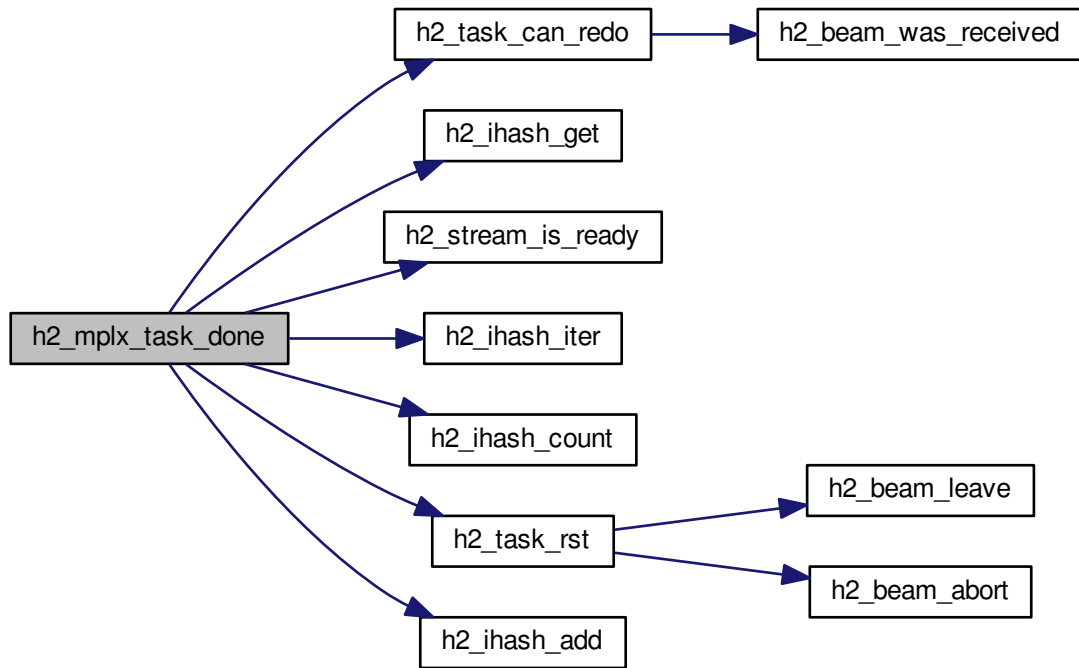 h2_task_can_redo
h2_beam_was_received
h2_ihash_get
h2_stream_is_ready
h2_mplx_task_done
h2_ihash_iter
h2_ihash_count
h2_beam_leave
h2_task_rst
h2_beam_abort
h2_ihash_add